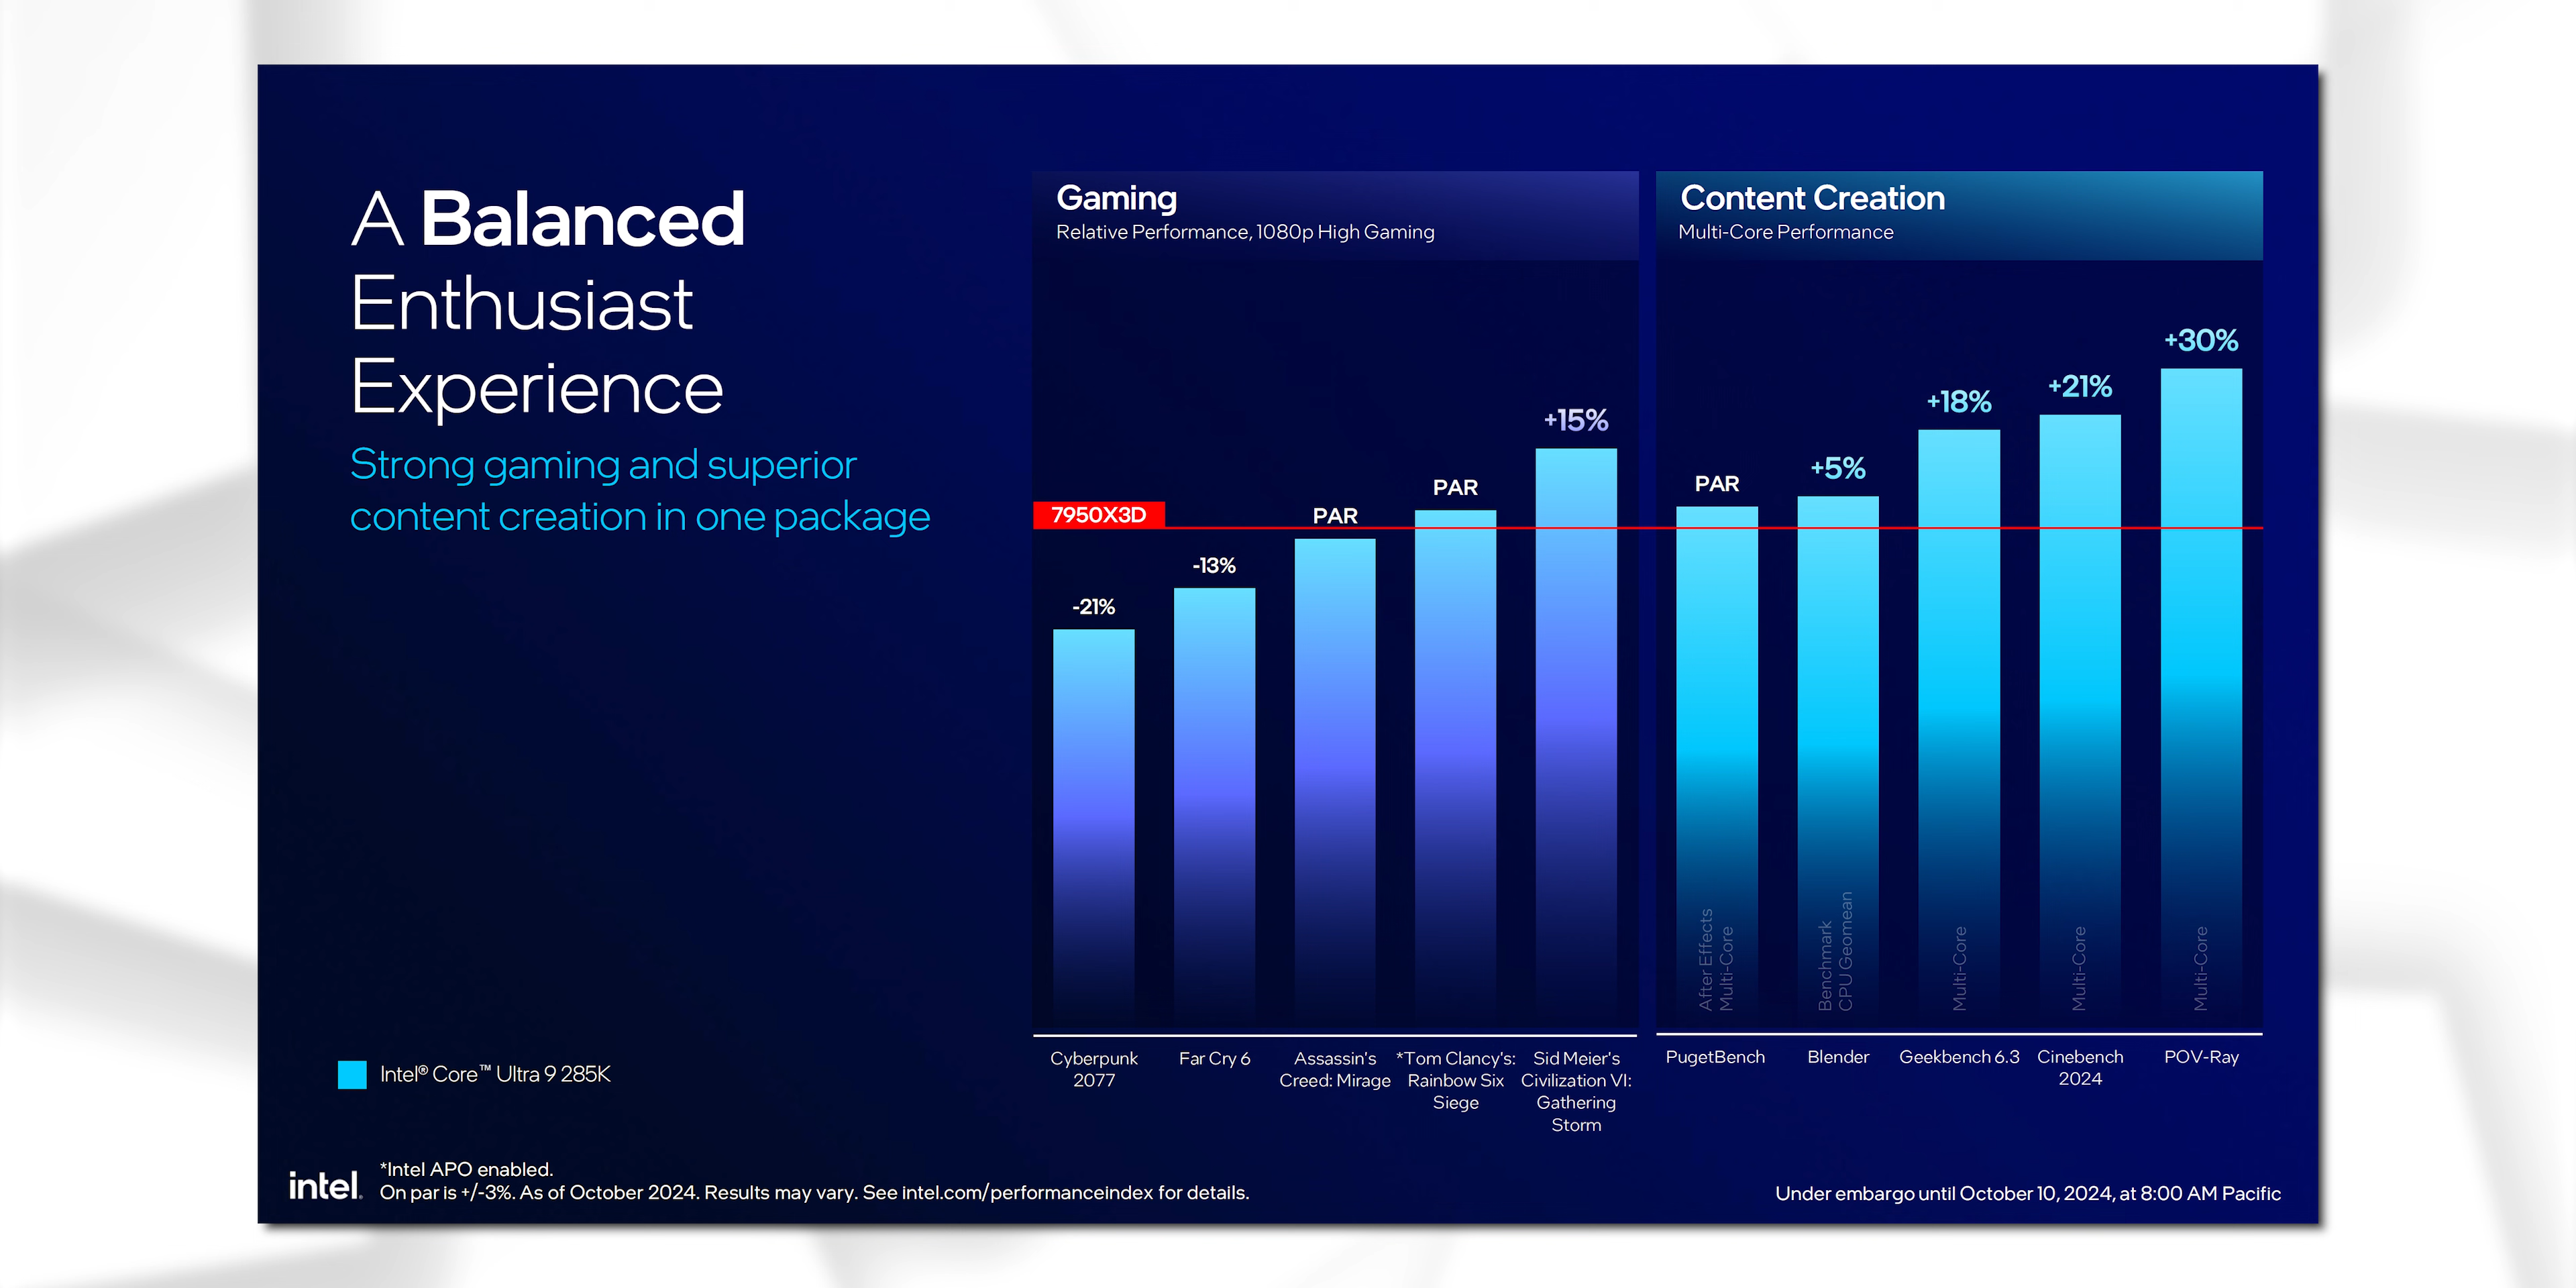 A Balanced
Enthusiast
Experience
Strong gaming and superior
content creation in one package
Intel® Core™ Ultra 9 285K
Gaming
Relative Performance, 1080p High Gaming
7950X3D
-21%
-13%
PAR
PAR
+15%
Cyberpunk
2077
Far Cry 6
Assassin's
Creed: Mirage
*Tom Clancy's:
Rainbow Six
Siege
Sid Meier's
Civilization VI:
Gathering
Storm
Content Creation
Multi-Core Performance
PAR
+5%
+18%
+21%
+30%
After Effects
Multi-Core
Benchmark
CPU Geomean
Multi-Core
Multi-Core
Multi-Core
PugetBench
Blender
Geekbench 6.3
Cinebench
2024
POV-Ray
intel.
*Intel APO enabled.
On par is +/-3%. As of October 2024. Results may vary. See intel.com/performanceindex for details.
Under embargo until October 10, 2024, at 8:00 AM Pacific